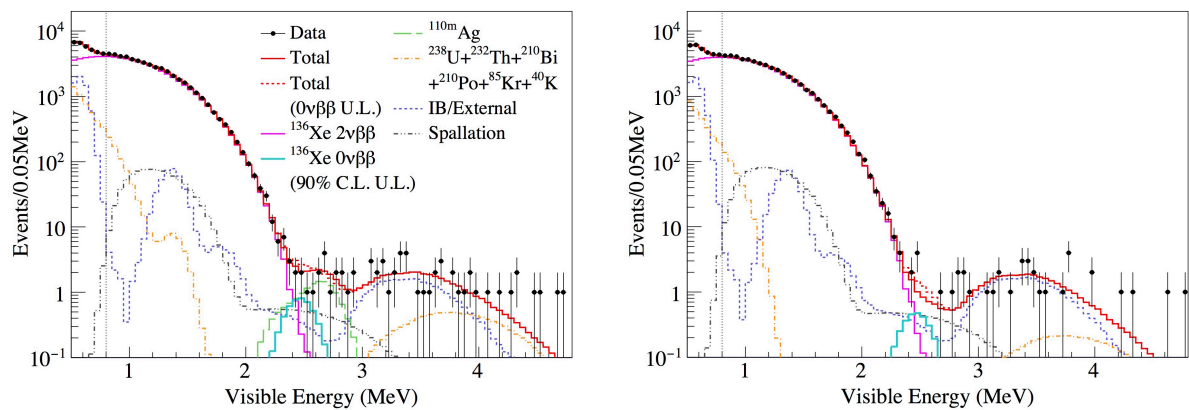 Events/0.05MeV
10⁴
10³
10²
10
1
10⁻¹
1
2
3
4
Visible Energy (MeV)
Data
Total
Total
(0νββ U.L.)
¹³⁶Xe 2νββ
¹³⁶Xe 0νββ
(90% C.L. U.L.)
¹¹⁰ᵐAg
²³⁸U+²³²Th+²¹⁰Bi
+²¹⁰Po+⁸⁵Kr+⁴⁰K
IB/External
Spallation
Events/0.05MeV
10⁴
10³
10²
10
1
10⁻¹
1
2
3
4
Visible Energy (MeV)